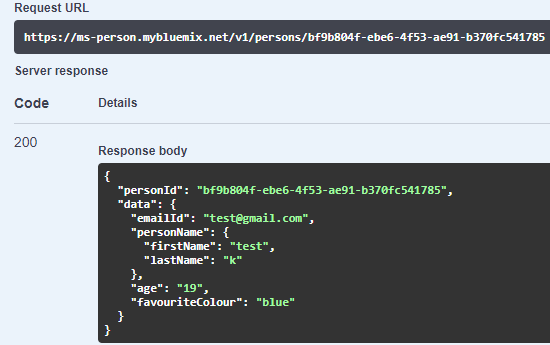 Request URL
https://ms-person.mybluemix.net/v1/persons/bf9b804f-ebe6-4f53-ae91-b370fc541785
Server response
Code Details
200
Response body
{
"personId": "bf9b804f-ebe6-4f53-ae91-b370fc541785",
"data": {
"emailId": "test@gmail.com",
"personName": {
"firstName": "test",
"lastName": "k"
},
"age": "19",
"favouriteColour": "blue"
}
}